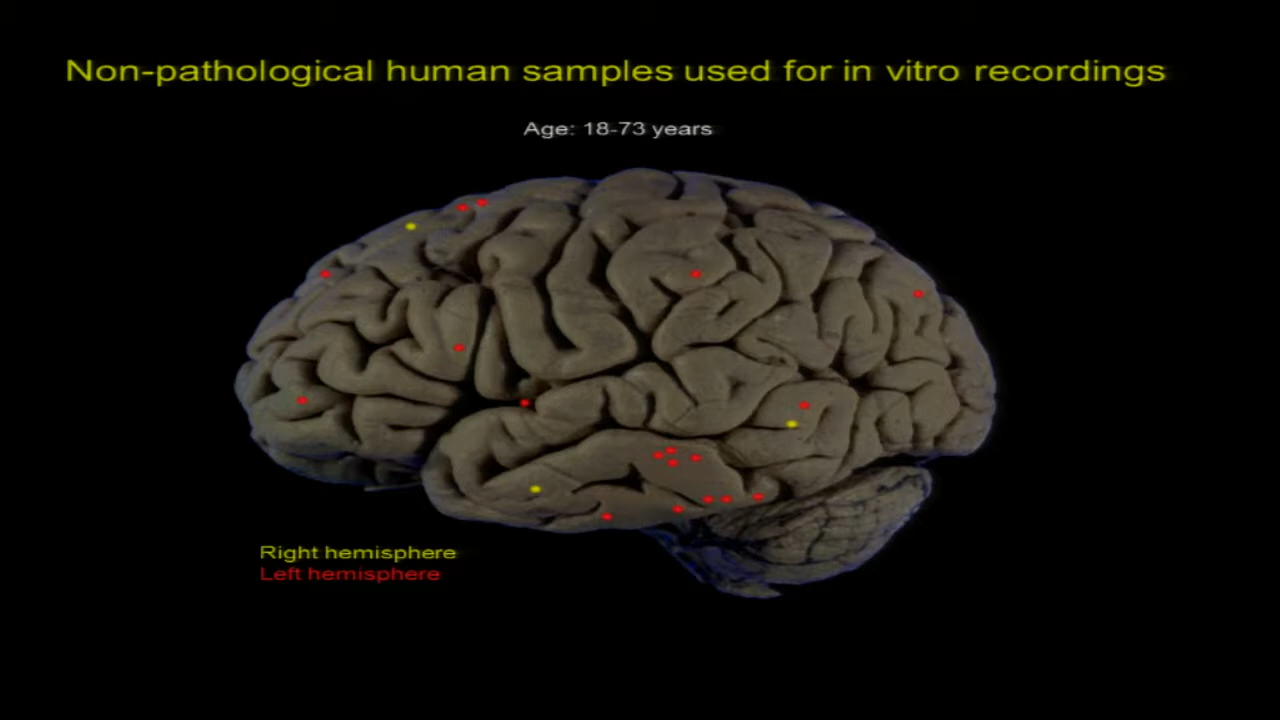 Non-pathological human samples used for in vitro recordings
Age: 18-73 years
Right hemisphere
Left hemisphere